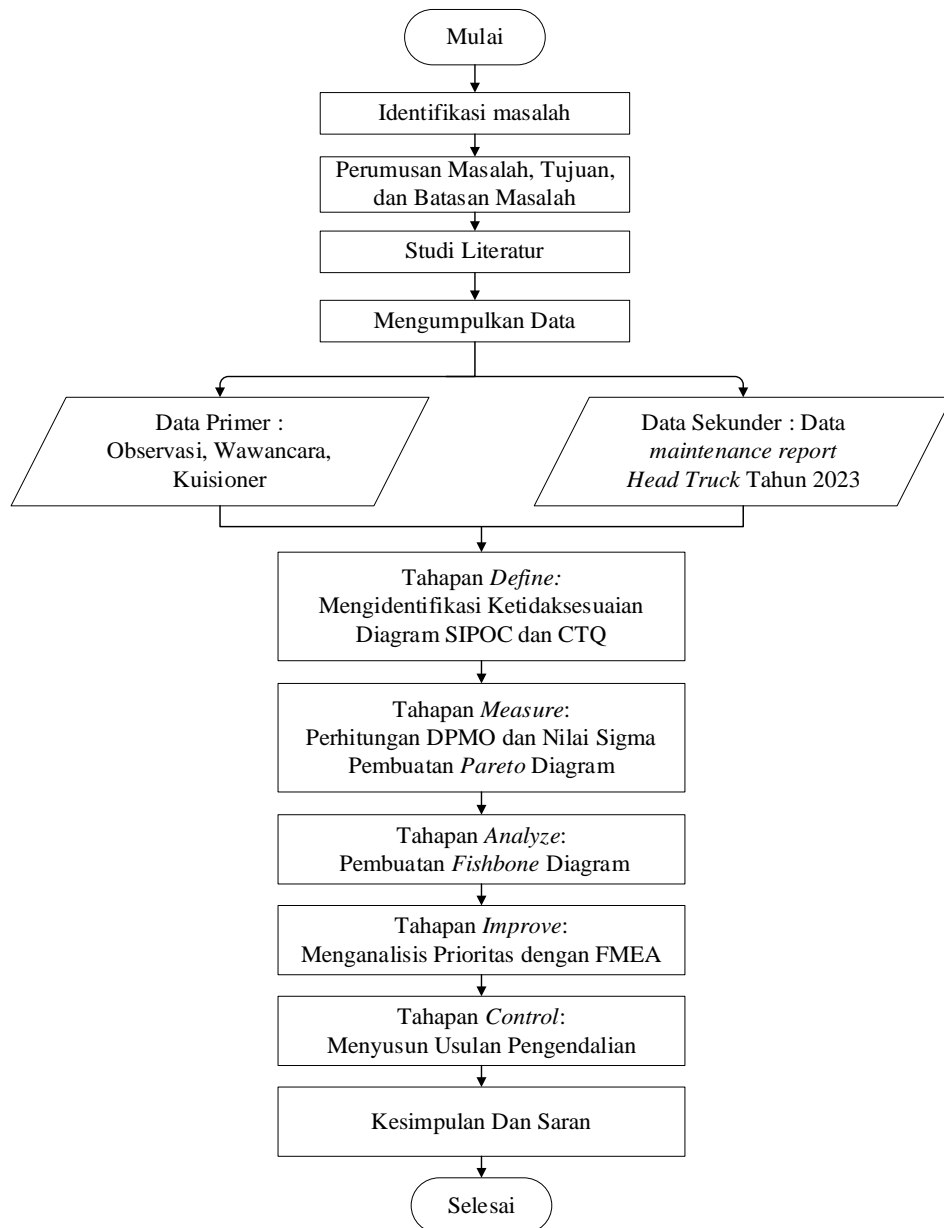 Mulai
Identifikasi masalah
Perumusan Masalah, Tujuan,
dan Batasan Masalah
Studi Literatur
Mengumpulkan Data
Data Primer :
Observasi, Wawancara,
Kuisioner
Data Sekunder : Data
maintenance report
Head Truck Tahun 2023
Tahapan Define:
Mengidentifikasi Ketidaksesuaian
Diagram SIPOC dan CTQ
Tahapan Measure:
Perhitungan DPMO dan Nilai Sigma
Pembuatan Pareto Diagram
Tahapan Analyze:
Pembuatan Fishbone Diagram
Tahapan Improve:
Menganalisis Prioritas dengan FMEA
Tahapan Control:
Menyusun Usulan Pengendalian
Kesimpulan Dan Saran
Selesai